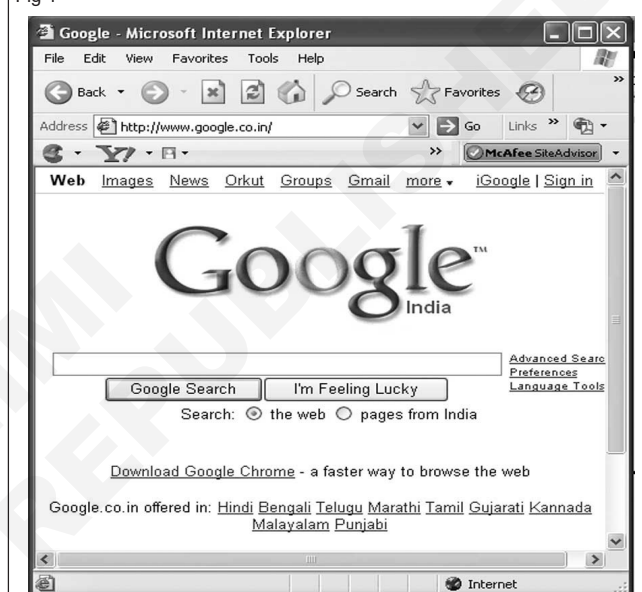 Google - Microsoft Internet Explorer
File Edit View Favorites Tools Help
Back Search Favorites »
Address http://www.google.co.in/ Go Links »
Y! » McAfee SiteAdvisor
Web Images News Orkut Groups Gmail more iGoogle | Sign in
Google™
India
Advanced Searc
Preferences
Google Search I'm Feeling Lucky Language Tools
Search: the web pages from India
Download Google Chrome - a faster way to browse the web
Google.co.in offered in: Hindi Bengali Telugu Marathi Tamil Gujarati Kannada
Malayalam Punjabi
Internet